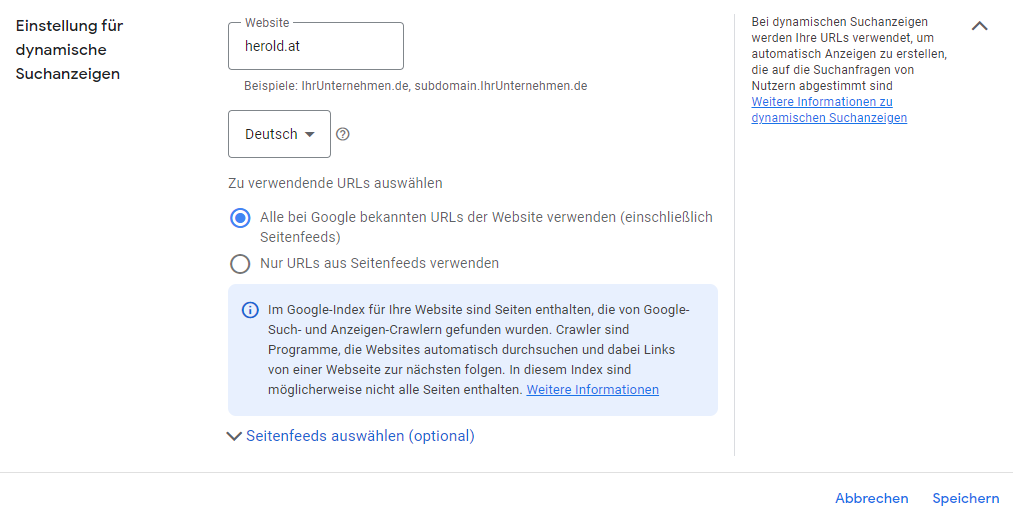 Einstellung für
dynamische
Suchanzeigen
Website
herold.at
Beispiele: IhrUnternehmen.de, subdomain.IhrUnternehmen.de
Deutsch
Zu verwendende URLs auswählen
Alle bei Google bekannten URLs der Website verwenden (einschließlich
Seitenfeeds)
Nur URLs aus Seitenfeeds verwenden
Im Google-Index für Ihre Website sind Seiten enthalten, die von Google-
Such- und Anzeigen-Crawlern gefunden wurden. Crawler sind
Programme, die Websites automatisch durchsuchen und dabei Links
von einer Webseite zur nächsten folgen. In diesem Index sind
möglicherweise nicht alle Seiten enthalten. Weitere Informationen
Seitenfeeds auswählen (optional)
Bei dynamischen Suchanzeigen
werden Ihre URLs verwendet, um
automatisch Anzeigen zu erstellen,
die auf die Suchanfragen von
Nutzern abgestimmt sind
Weitere Informationen zu
dynamischen Suchanzeigen
Abbrechen
Speichern